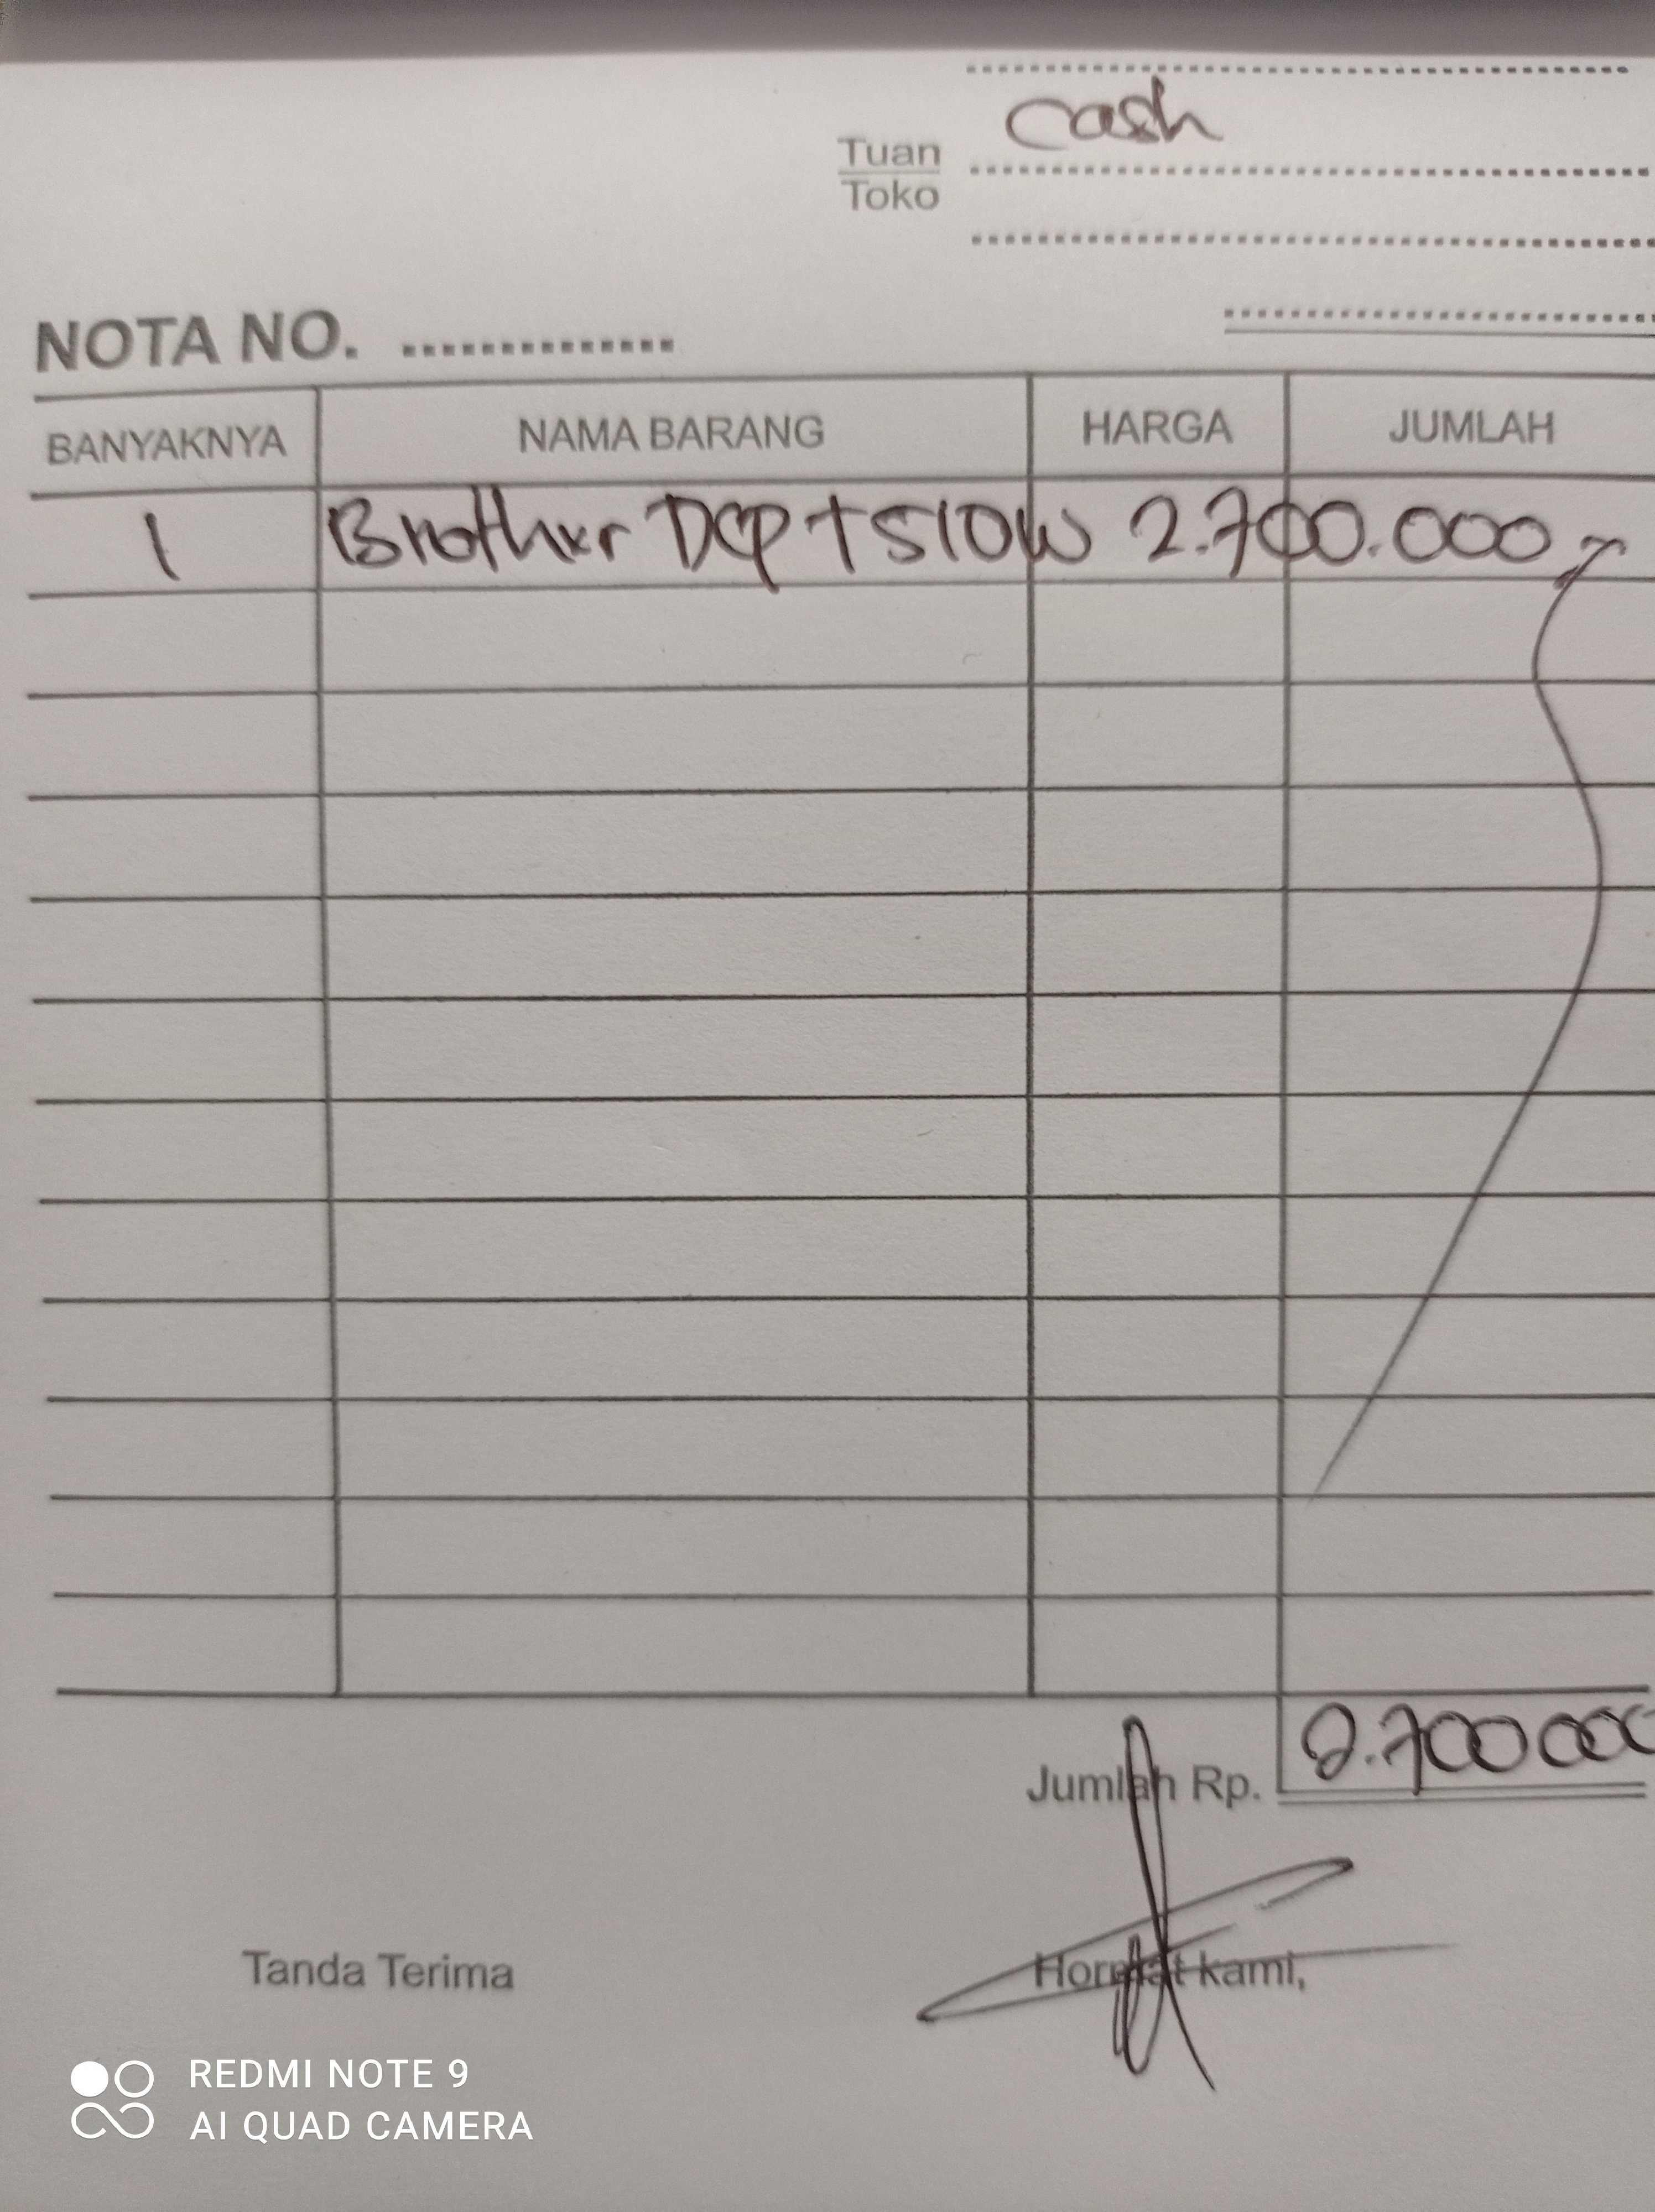 Cash
Tuan
Toko
NOTA NO.
BANYAKNYA NAMA BARANG HARGA JUMLAH
1 Brother DCP T510W 2.700.000,-
Jumlah Rp. 2.700 000
Tanda Terima Hormat kami,
REDMI NOTE 9
AI QUAD CAMERA